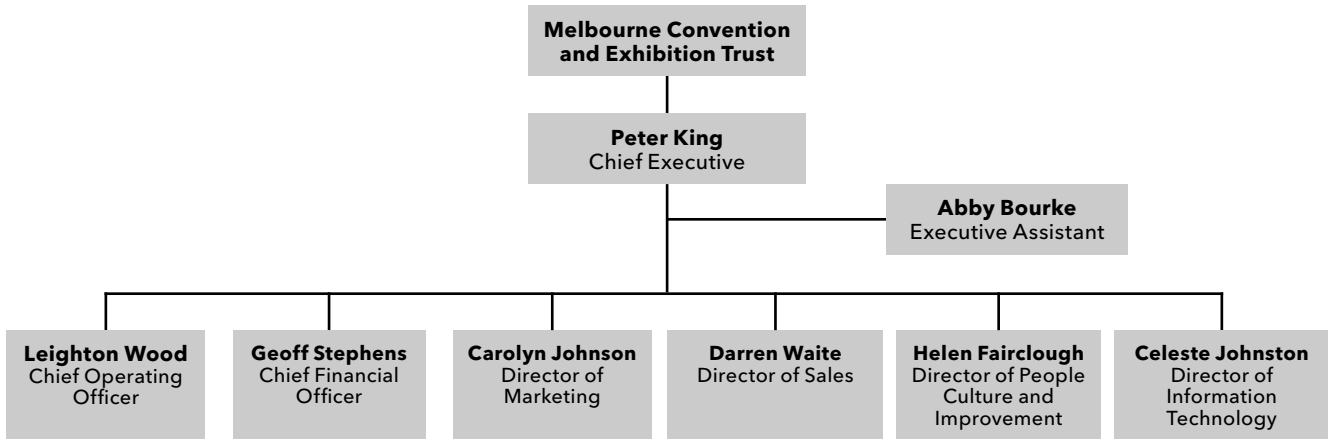 Melbourne Convention
and Exhibition Trust
Peter King
Chief Executive
Abby Bourke
Executive Assistant
Leighton Wood
Chief Operating
Officer
Geoff Stephens
Chief Financial
Officer
Carolyn Johnson
Director of
Marketing
Darren Waite
Director of Sales
Helen Fairclough
Director of People
Culture and
Improvement
Celeste Johnston
Director of
Information
Technology